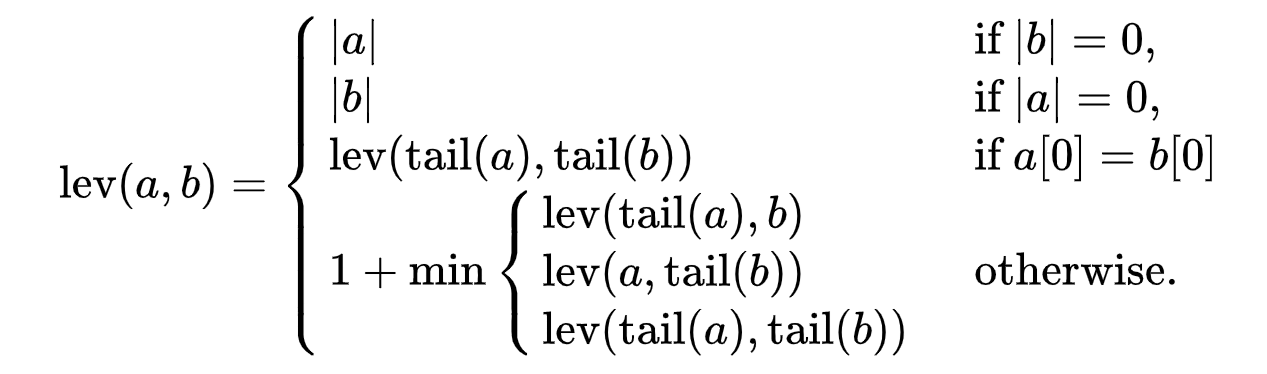 |a| if |b| = 0,
|b| if |a| = 0,
lev(a, b) = { lev(tail(a), tail(b)) if a[0] = b[0]
lev(tail(a), b)
1 + min { lev(a, tail(b)) otherwise.
lev(tail(a), tail(b))